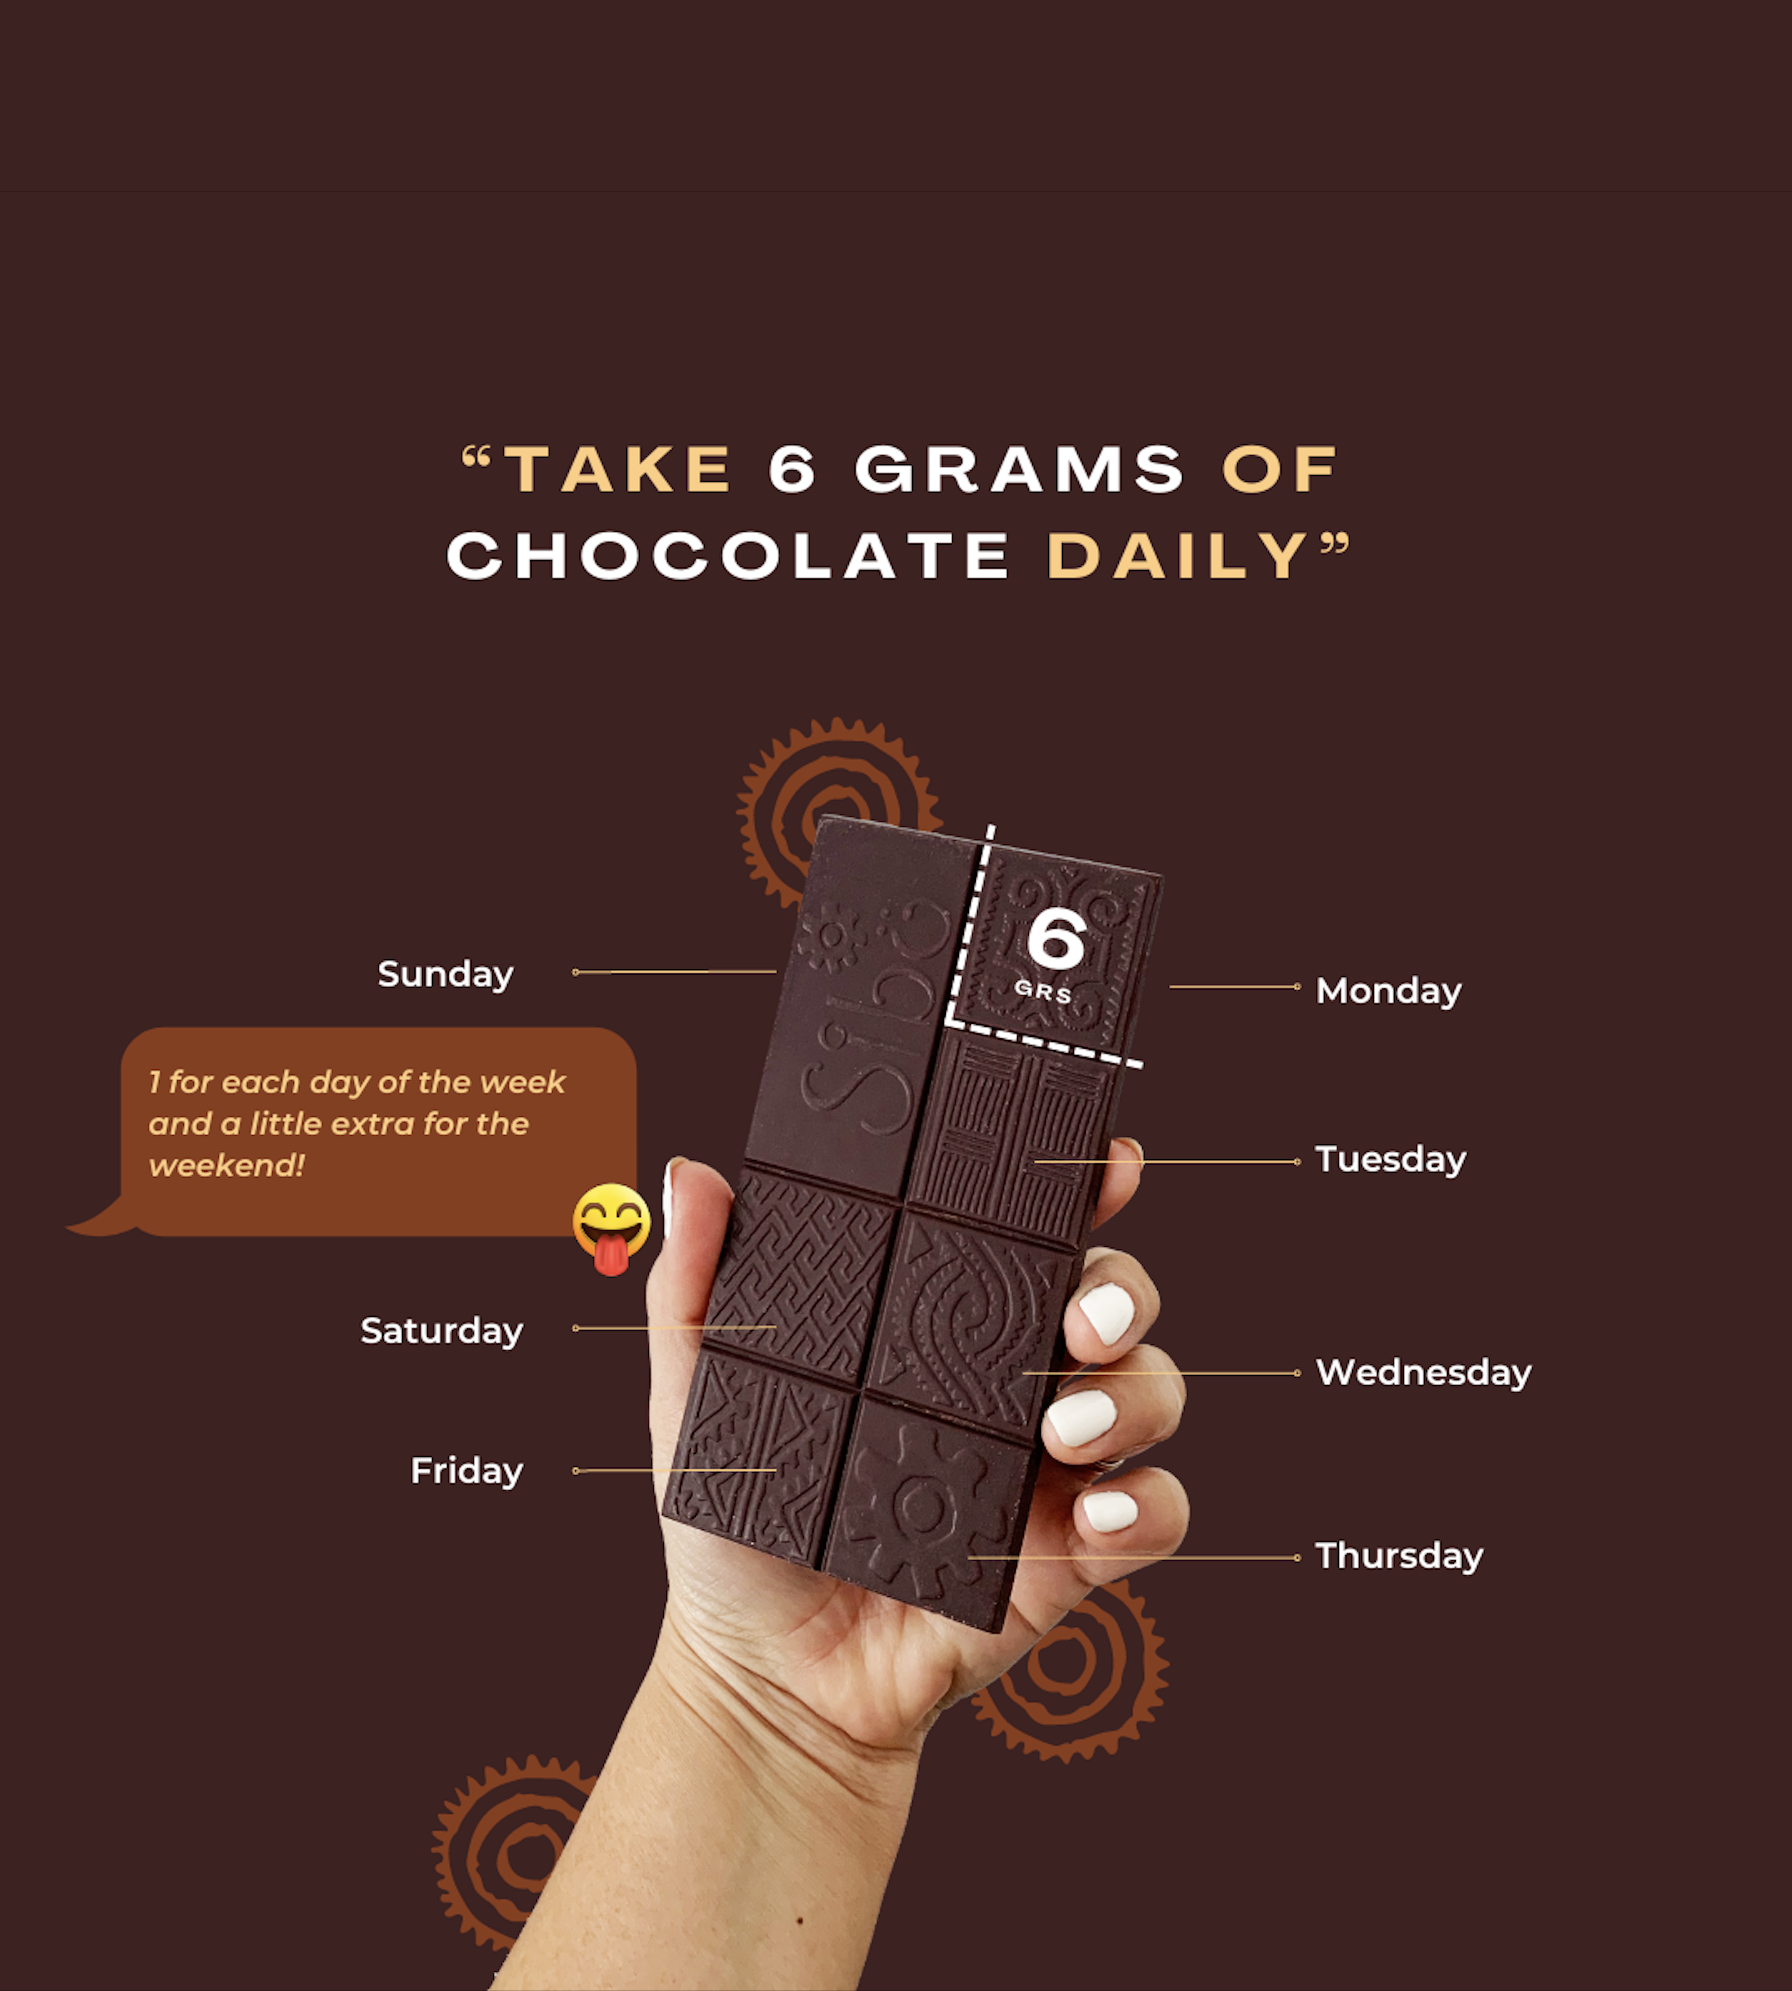 “TAKE 6 GRAMS OF
CHOCOLATE DAILY”
Sibö
6
GRS
Sunday
Monday
1 for each day of the week
and a little extra for the
weekend!
Tuesday
Saturday
Wednesday
Friday
Thursday